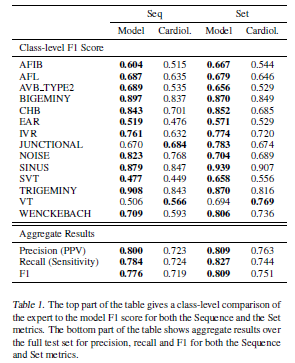 Seq Set
Model Cardiol. Model Cardiol.
Class-level F1 Score
AFIB 0.604 0.515 0.667 0.544
AFL 0.687 0.635 0.679 0.646
AVB_TYPE2 0.689 0.535 0.656 0.529
BIGEMINY 0.897 0.837 0.870 0.849
CHB 0.843 0.701 0.852 0.685
EAR 0.519 0.476 0.571 0.529
IVR 0.761 0.632 0.774 0.720
JUNCTIONAL 0.670 0.684 0.783 0.674
NOISE 0.823 0.768 0.704 0.689
SINUS 0.879 0.847 0.939 0.907
SVT 0.477 0.449 0.658 0.556
TRIGEMINY 0.908 0.843 0.870 0.816
VT 0.506 0.566 0.694 0.769
WENCKEBACH 0.709 0.593 0.806 0.736
Aggregate Results
Precision (PPV) 0.800 0.723 0.809 0.763
Recall (Sensitivity) 0.784 0.724 0.827 0.744
F1 0.776 0.719 0.809 0.751
Table 1. The top part of the table gives a class-level comparison of
the expert to the model F1 score for both the Sequence and the Set
metrics. The bottom part of the table shows aggregate results over
the full test set for precision, recall and F1 for both the Sequence
and Set metrics.